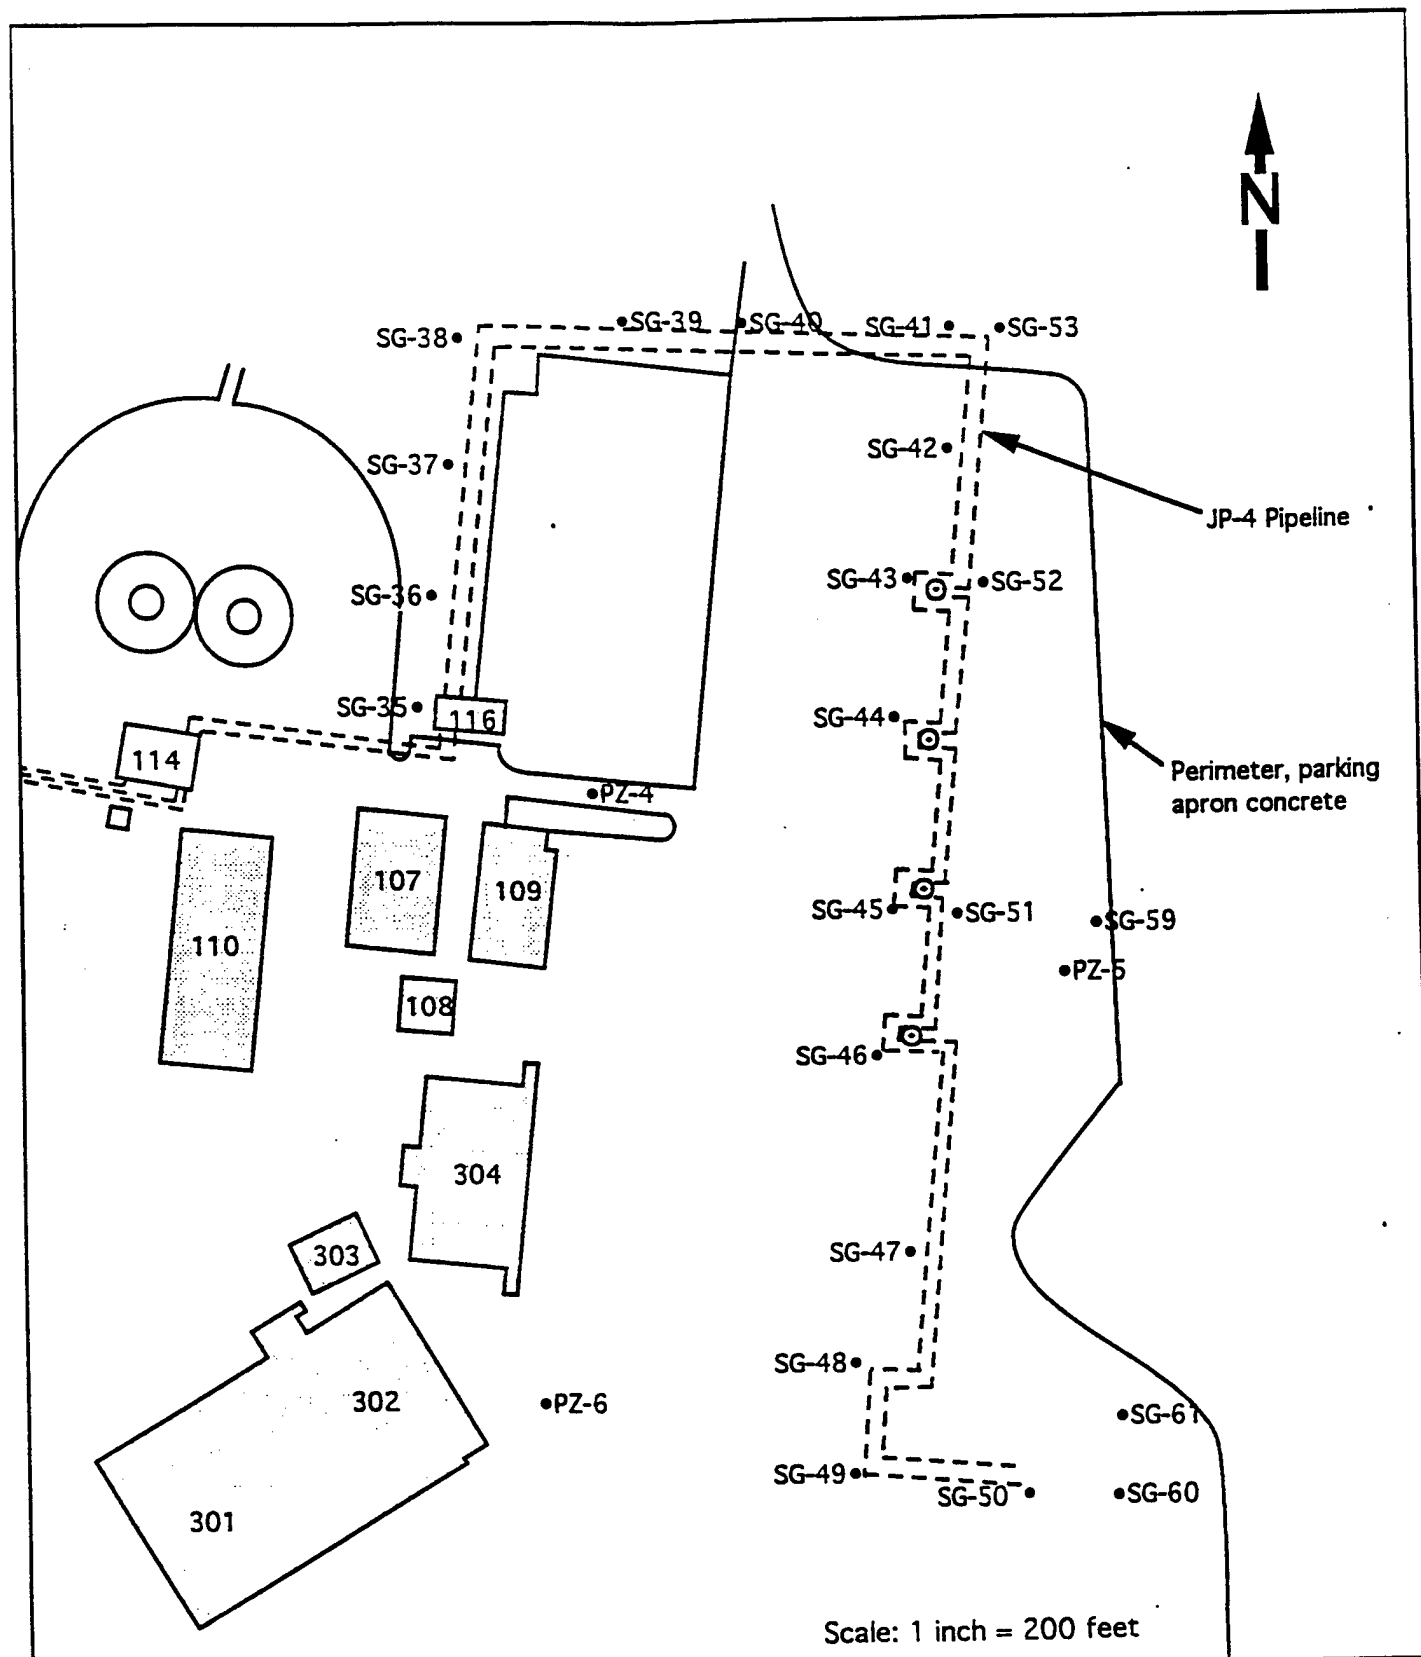 N
SG-38
SG-39
SG-40
SG-41
SG-53
SG-37
SG-42
JP-4 Pipeline
SG-36
SG-43
SG-52
SG-35
116
SG-44
114
Perimeter, parking
apron concrete
PZ-4
107
109
SG-45
SG-51
SG-59
110
PZ-5
108
SG-46
304
303
SG-47
SG-48
302
PZ-6
SG-61
SG-49
SG-50
SG-60
301
Scale: 1 inch = 200 feet